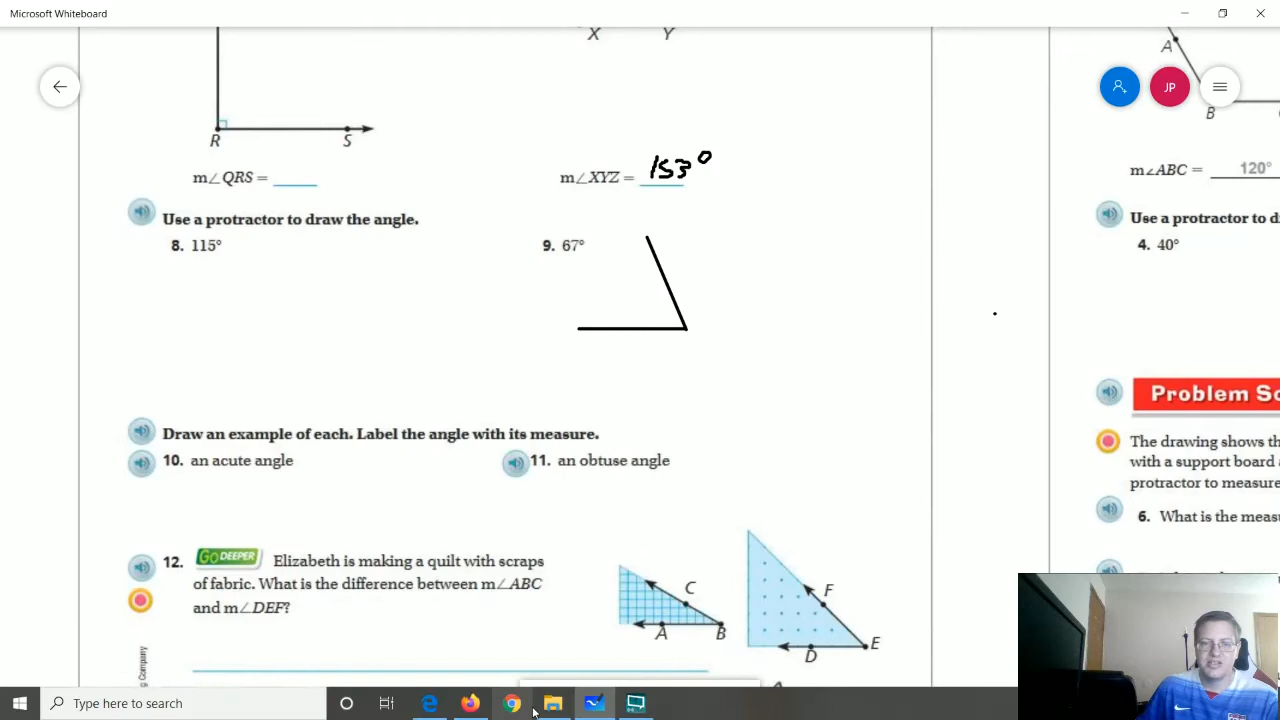 Microsoft Whiteboard
X Y
A
JP
B
R S
m∠QRS =
m∠XYZ = 153°
m∠ABC = 120°
Use a protractor to draw the angle.
8. 115°
9. 67°
Use a protractor to d
4. 40°
Draw an example of each. Label the angle with its measure.
10. an acute angle
11. an obtuse angle
Problem So
The drawing shows th
with a support board
protractor to measure
6. What is the meas
12. GO DEEPER Elizabeth is making a quilt with scraps
of fabric. What is the difference between m∠ABC
and m∠DEF?
C
A B
F
D E
Company
Type here to search